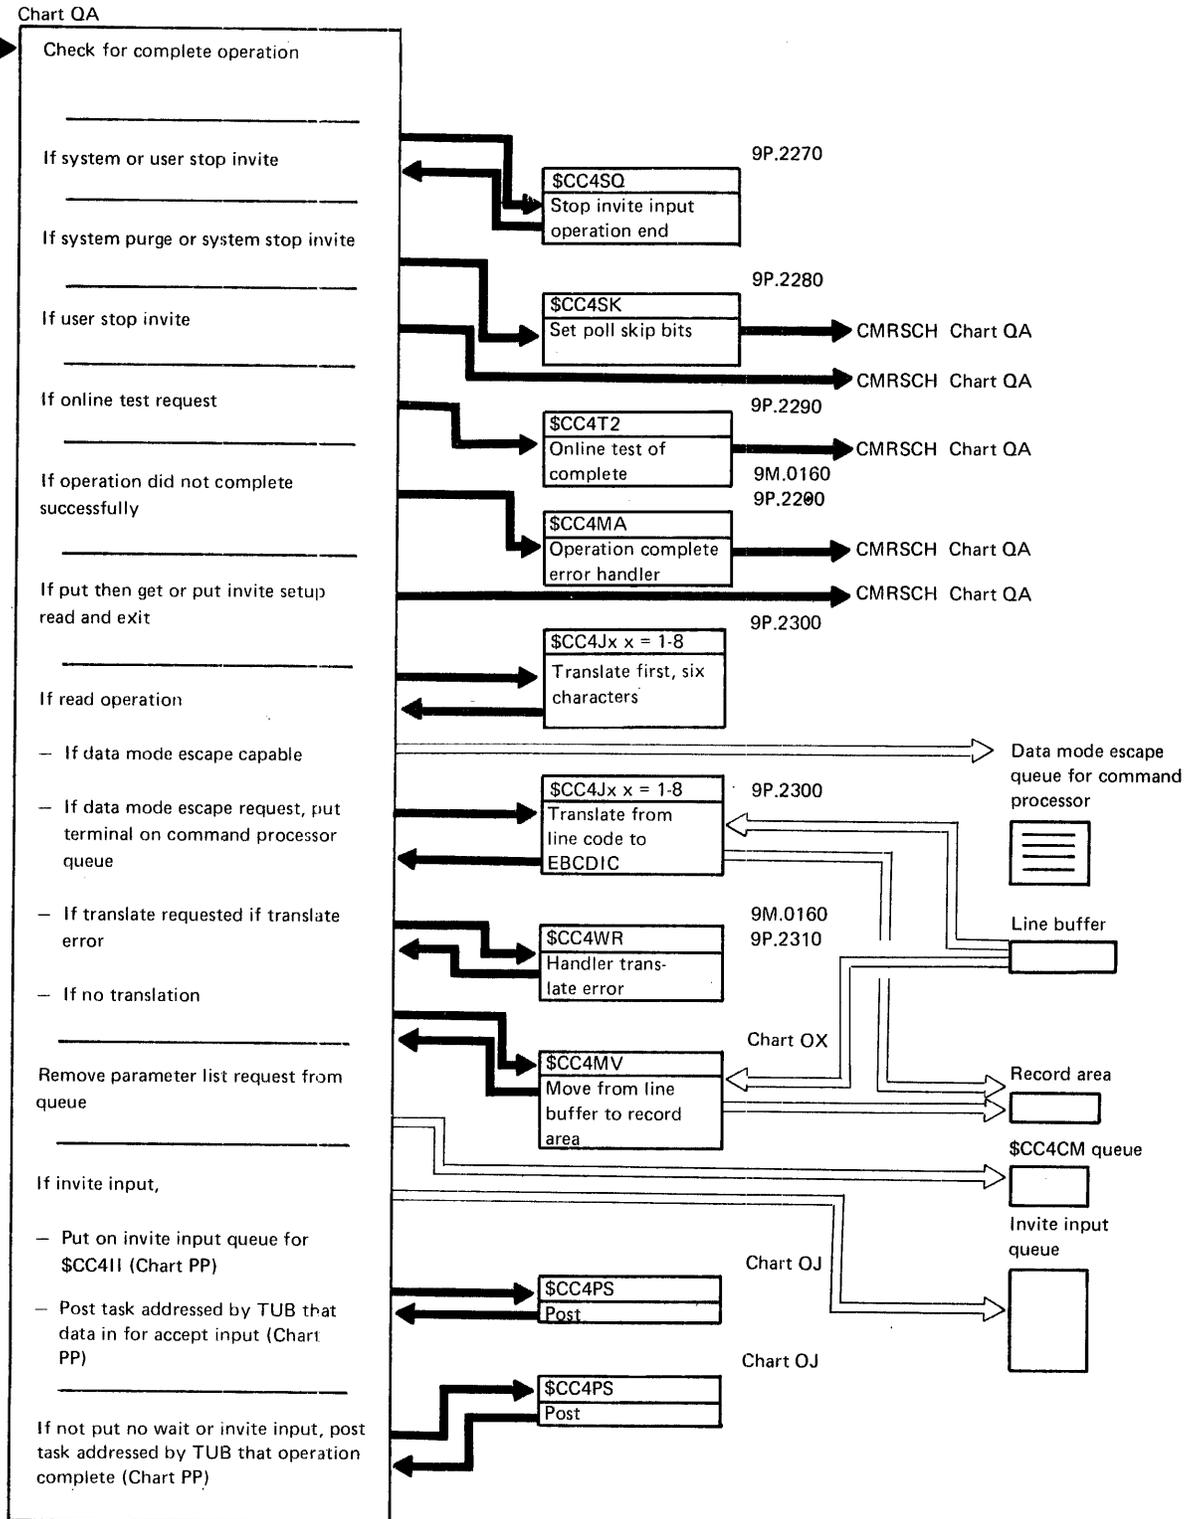 Chart QA
Check for complete operation
If system or user stop invite
9P.2270
$CC4SQ
Stop invite input
operation end
If system purge or system stop invite
9P.2280
$CC4SK
Set poll skip bits
CMRSCH Chart QA
If user stop invite
CMRSCH Chart QA
If online test request
9P.2290
$CC4T2
Online test of
complete
CMRSCH Chart QA
If operation did not complete
successfully
9M.0160
9P.2200
$CC4MA
Operation complete
error handler
CMRSCH Chart QA
If put then get or put invite setup
read and exit
CMRSCH Chart QA
9P.2300
$CC4Jx x = 1-8
Translate first, six
characters
If read operation
— If data mode escape capable
Data mode escape
queue for command
processor
— If data mode escape request, put
terminal on command processor
queue
$CC4Jx x = 1-8
9P.2300
Translate from
line code to
EBCDIC
— If translate requested if translate
error
9M.0160
9P.2310
$CC4WR
Handler trans-
late error
Line buffer
— If no translation
Chart OX
$CC4MV
Move from line
buffer to record
area
Record area
Remove parameter list request from
queue
$CC4CM queue
If invite input,
Invite input
queue
— Put on invite input queue for
$CC4II (Chart PP)
Chart OJ
$CC4PS
Post
— Post task addressed by TUB that
data in for accept input (Chart
PP)
Chart OJ
$CC4PS
Post
If not put no wait or invite input, post
task addressed by TUB that operation
complete (Chart PP)